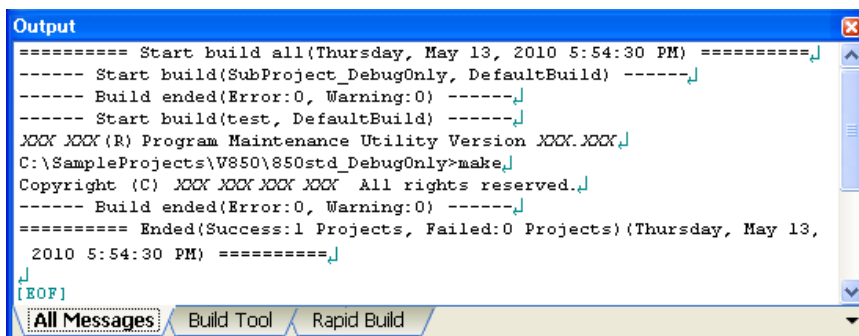 Output
========== Start build all(Thursday, May 13, 2010 5:54:30 PM) ==========
------ Start build(SubProject_DebugOnly, DefaultBuild) ------
------ Build ended(Error:0, Warning:0) ------
------ Start build(test, DefaultBuild) ------
XXX XXX(R) Program Maintenance Utility Version XXX.XXX
C:\SampleProjects\V850\850std_DebugOnly>make
Copyright (C) XXX XXX XXX XXX All rights reserved.
------ Build ended(Error:0, Warning:0) ------
========== Ended(Success:1 Projects, Failed:0 Projects)(Thursday, May 13,
2010 5:54:30 PM) ==========
[EOF]
All Messages Build Tool Rapid Build